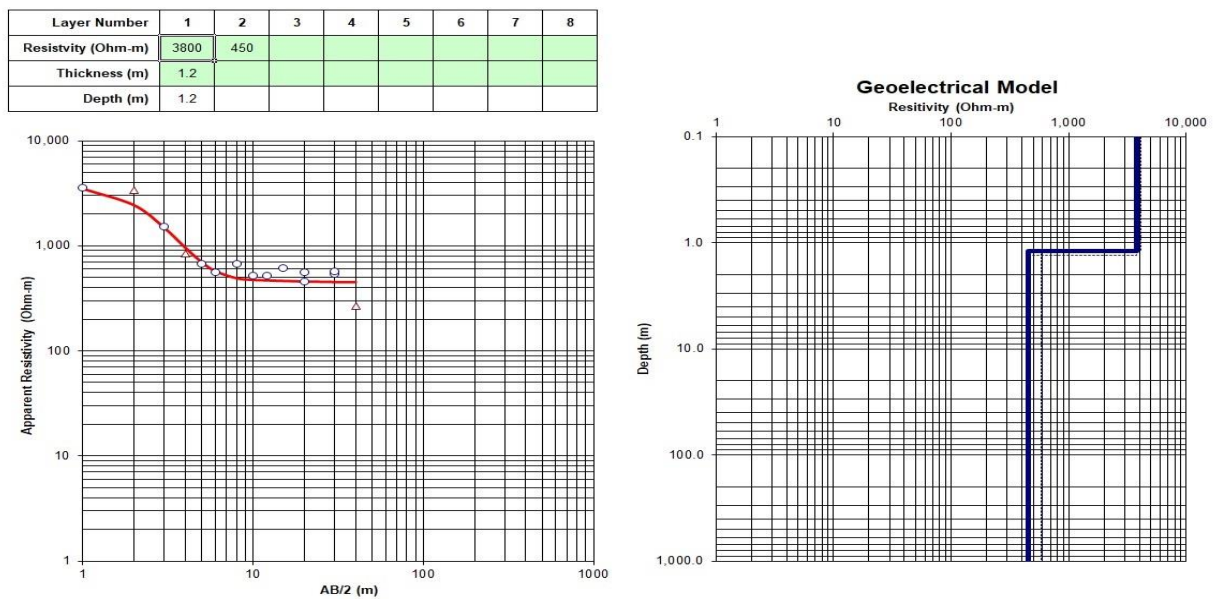 Layer Number 1 2 3 4 5 6 7 8
Resistvity (Ohm-m) 3800 450
Thickness (m) 1.2
Depth (m) 1.2
10,000
1,000
100
10
1
Apparent Resistivity (Ohm-m)
1 10 100 1000
AB/2 (m)
Geoelectrical Model
Resitivity (Ohm-m)
1 10 100 1,000 10,000
0.1
1.0
10.0
100.0
1,000.0
Depth (m)